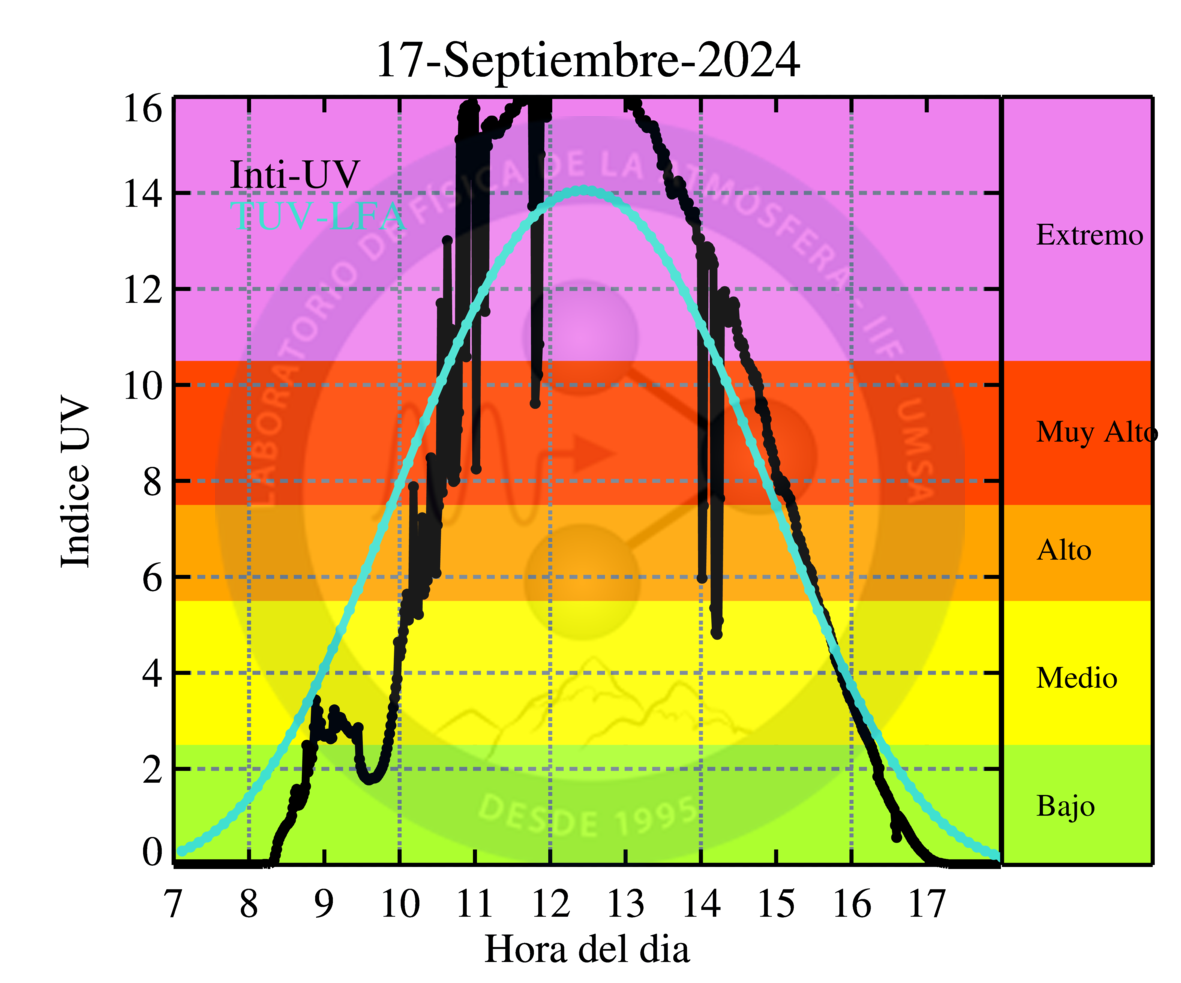 17-Septiembre-2024
16
14
12
10
8
6
4
2
0
Indice UV
Inti-UV
TUV-LFA
LABORATORIO DE FÍSICA DE LA ATMÓSFERA - IIF - UMSA
DESDE 1995
Extremo
Muy Alto
Alto
Medio
Bajo
7 8 9 10 11 12 13 14 15 16 17
Hora del dia